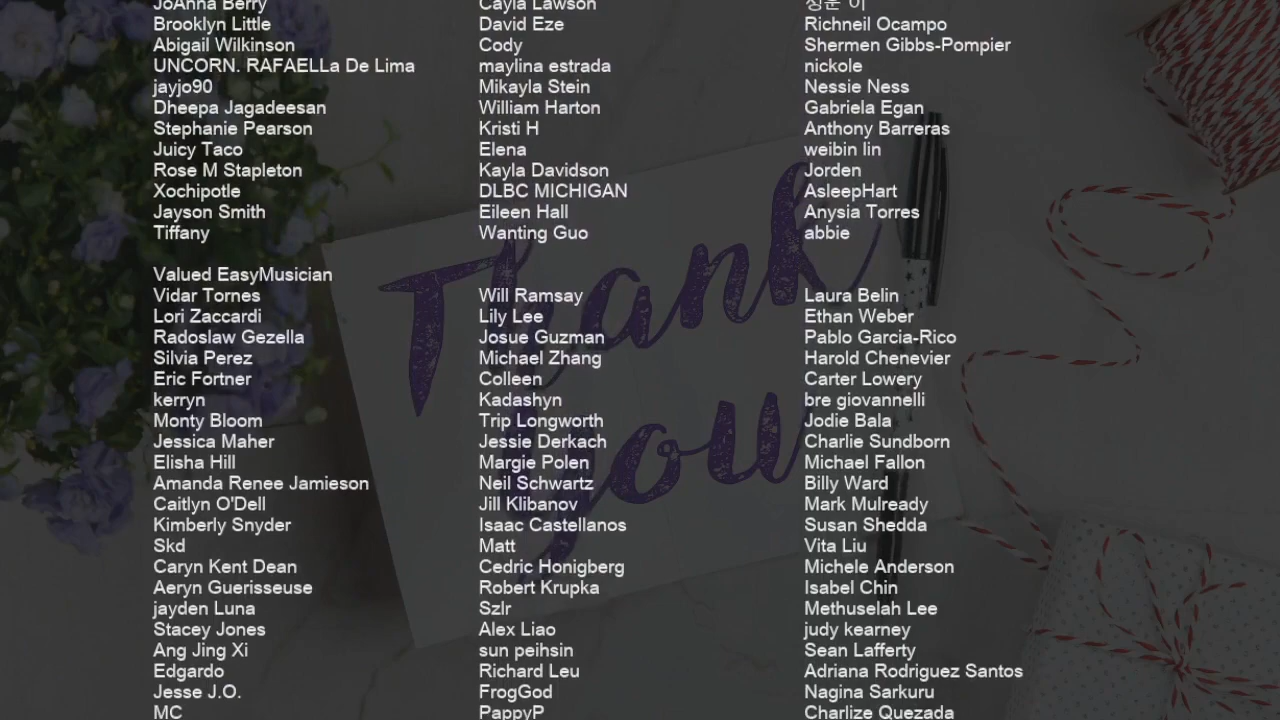 JoAnna Berry Cayla Lawson
Brooklyn Little David Eze Richneil Ocampo
Abigail Wilkinson Cody Shermen Gibbs-Pompier
UNCORN. RAFAELLa De Lima maylina estrada nickole
jayjo90 Mikayla Stein Nessie Ness
Dheepa Jagadeesan William Harton Gabriela Egan
Stephanie Pearson Kristi H Anthony Barreras
Juicy Taco Elena weibin lin
Rose M Stapleton Kayla Davidson Jorden
Xochipotle DLBC MICHIGAN AsleepHart
Jayson Smith Eileen Hall Anysia Torres
Tiffany Wanting Guo abbie
Valued EasyMusician
Vidar Tornes Will Ramsay Laura Belin
Lori Zaccardi Lily Lee Ethan Weber
Radoslaw Gezella Josue Guzman Pablo Garcia-Rico
Silvia Perez Michael Zhang Harold Chenevier
Eric Fortner Colleen Carter Lowery
kerryn Kadashyn bre giovannelli
Monty Bloom Trip Longworth Jodie Bala
Jessica Maher Jessie Derkach Charlie Sundborn
Elisha Hill Margie Polen Michael Fallon
Amanda Renee Jamieson Neil Schwartz Billy Ward
Caitlyn O'Dell Jill Klibanov Mark Mulready
Kimberly Snyder Isaac Castellanos Susan Shedda
Skd Matt Vita Liu
Caryn Kent Dean Cedric Honigberg Michele Anderson
Aeryn Guerisseuse Robert Krupka Isabel Chin
jayden Luna Szlr Methuselah Lee
Stacey Jones Alex Liao judy kearney
Ang Jing Xi sun peihsin Sean Lafferty
Edgardo Richard Leu Adriana Rodriguez Santos
Jesse J.O. FrogGod Nagina Sarkuru
MC PappyP Charlize Quezada
Thank
you